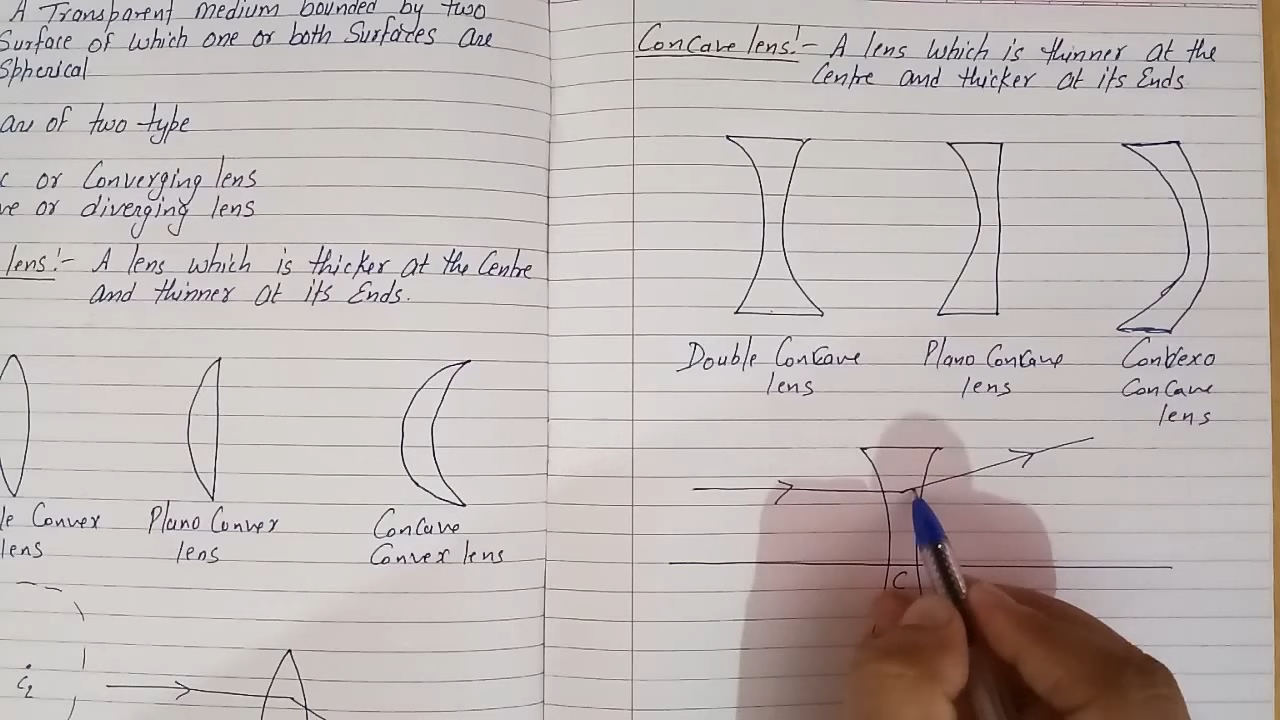 A Transparent medium bounded by two
Surface of which one or both Surfaces are
Spherical
are of two type
c or Converging lens
ve or diverging lens
lens:- A lens which is thicker at the Centre
and thinner at its Ends.
le Convex
lens
Plano Convex
lens
Concave
Convex lens
C2
Concave lens:- A lens which is thinner at the
Centre and thicker at its Ends
Double Concave
lens
Plano Concave
lens
Convexo
Concave
lens
C